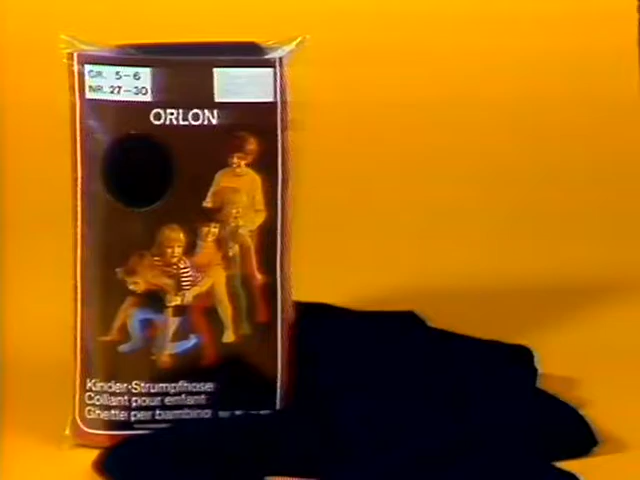 GR. 5-6
NR. 27-30
ORLON
Kinder-Strumpfhose
Collant pour enfant
Ghette per bambino